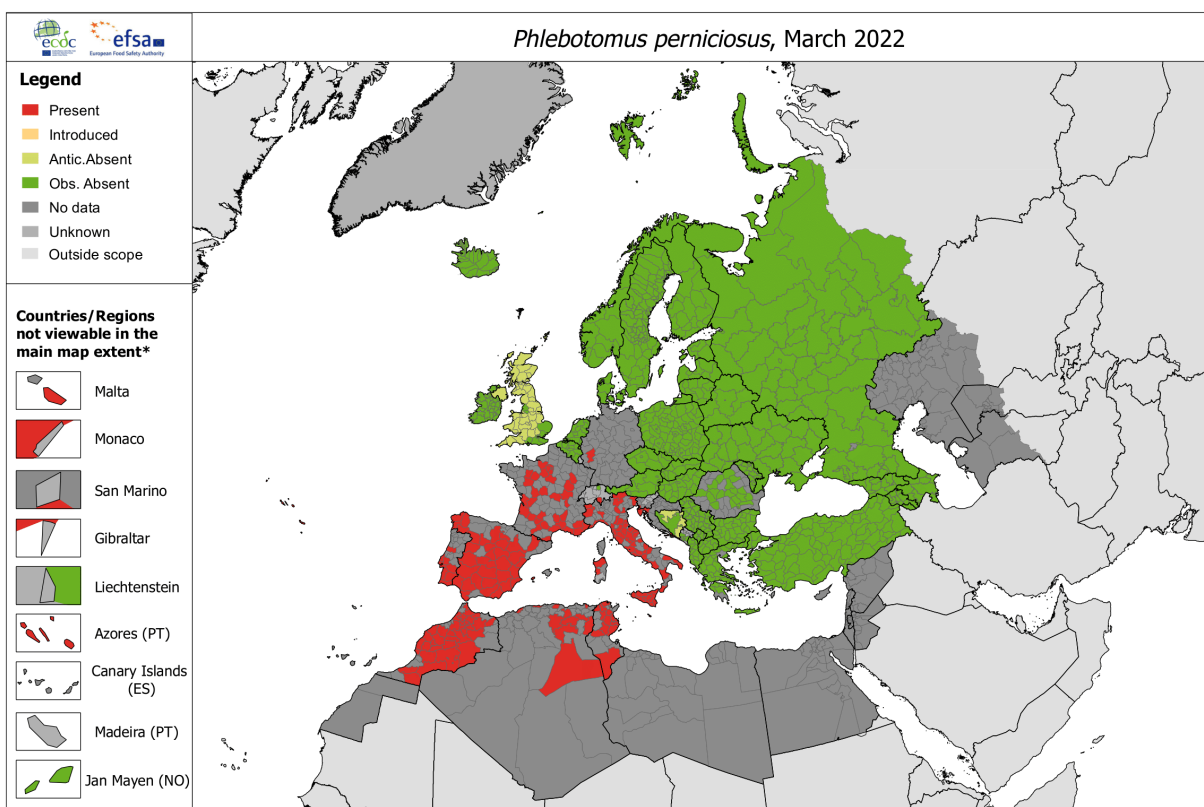 ecdc
efsa
European Food Safety Authority
Phlebotomus perniciosus, March 2022
Legend
Present
Introduced
Antic.Absent
Obs. Absent
No data
Unknown
Outside scope
Countries/Regions
not viewable in the
main map extent*
Malta
Monaco
San Marino
Gibraltar
Liechtenstein
Azores (PT)
Canary Islands
(ES)
Madeira (PT)
Jan Mayen (NO)